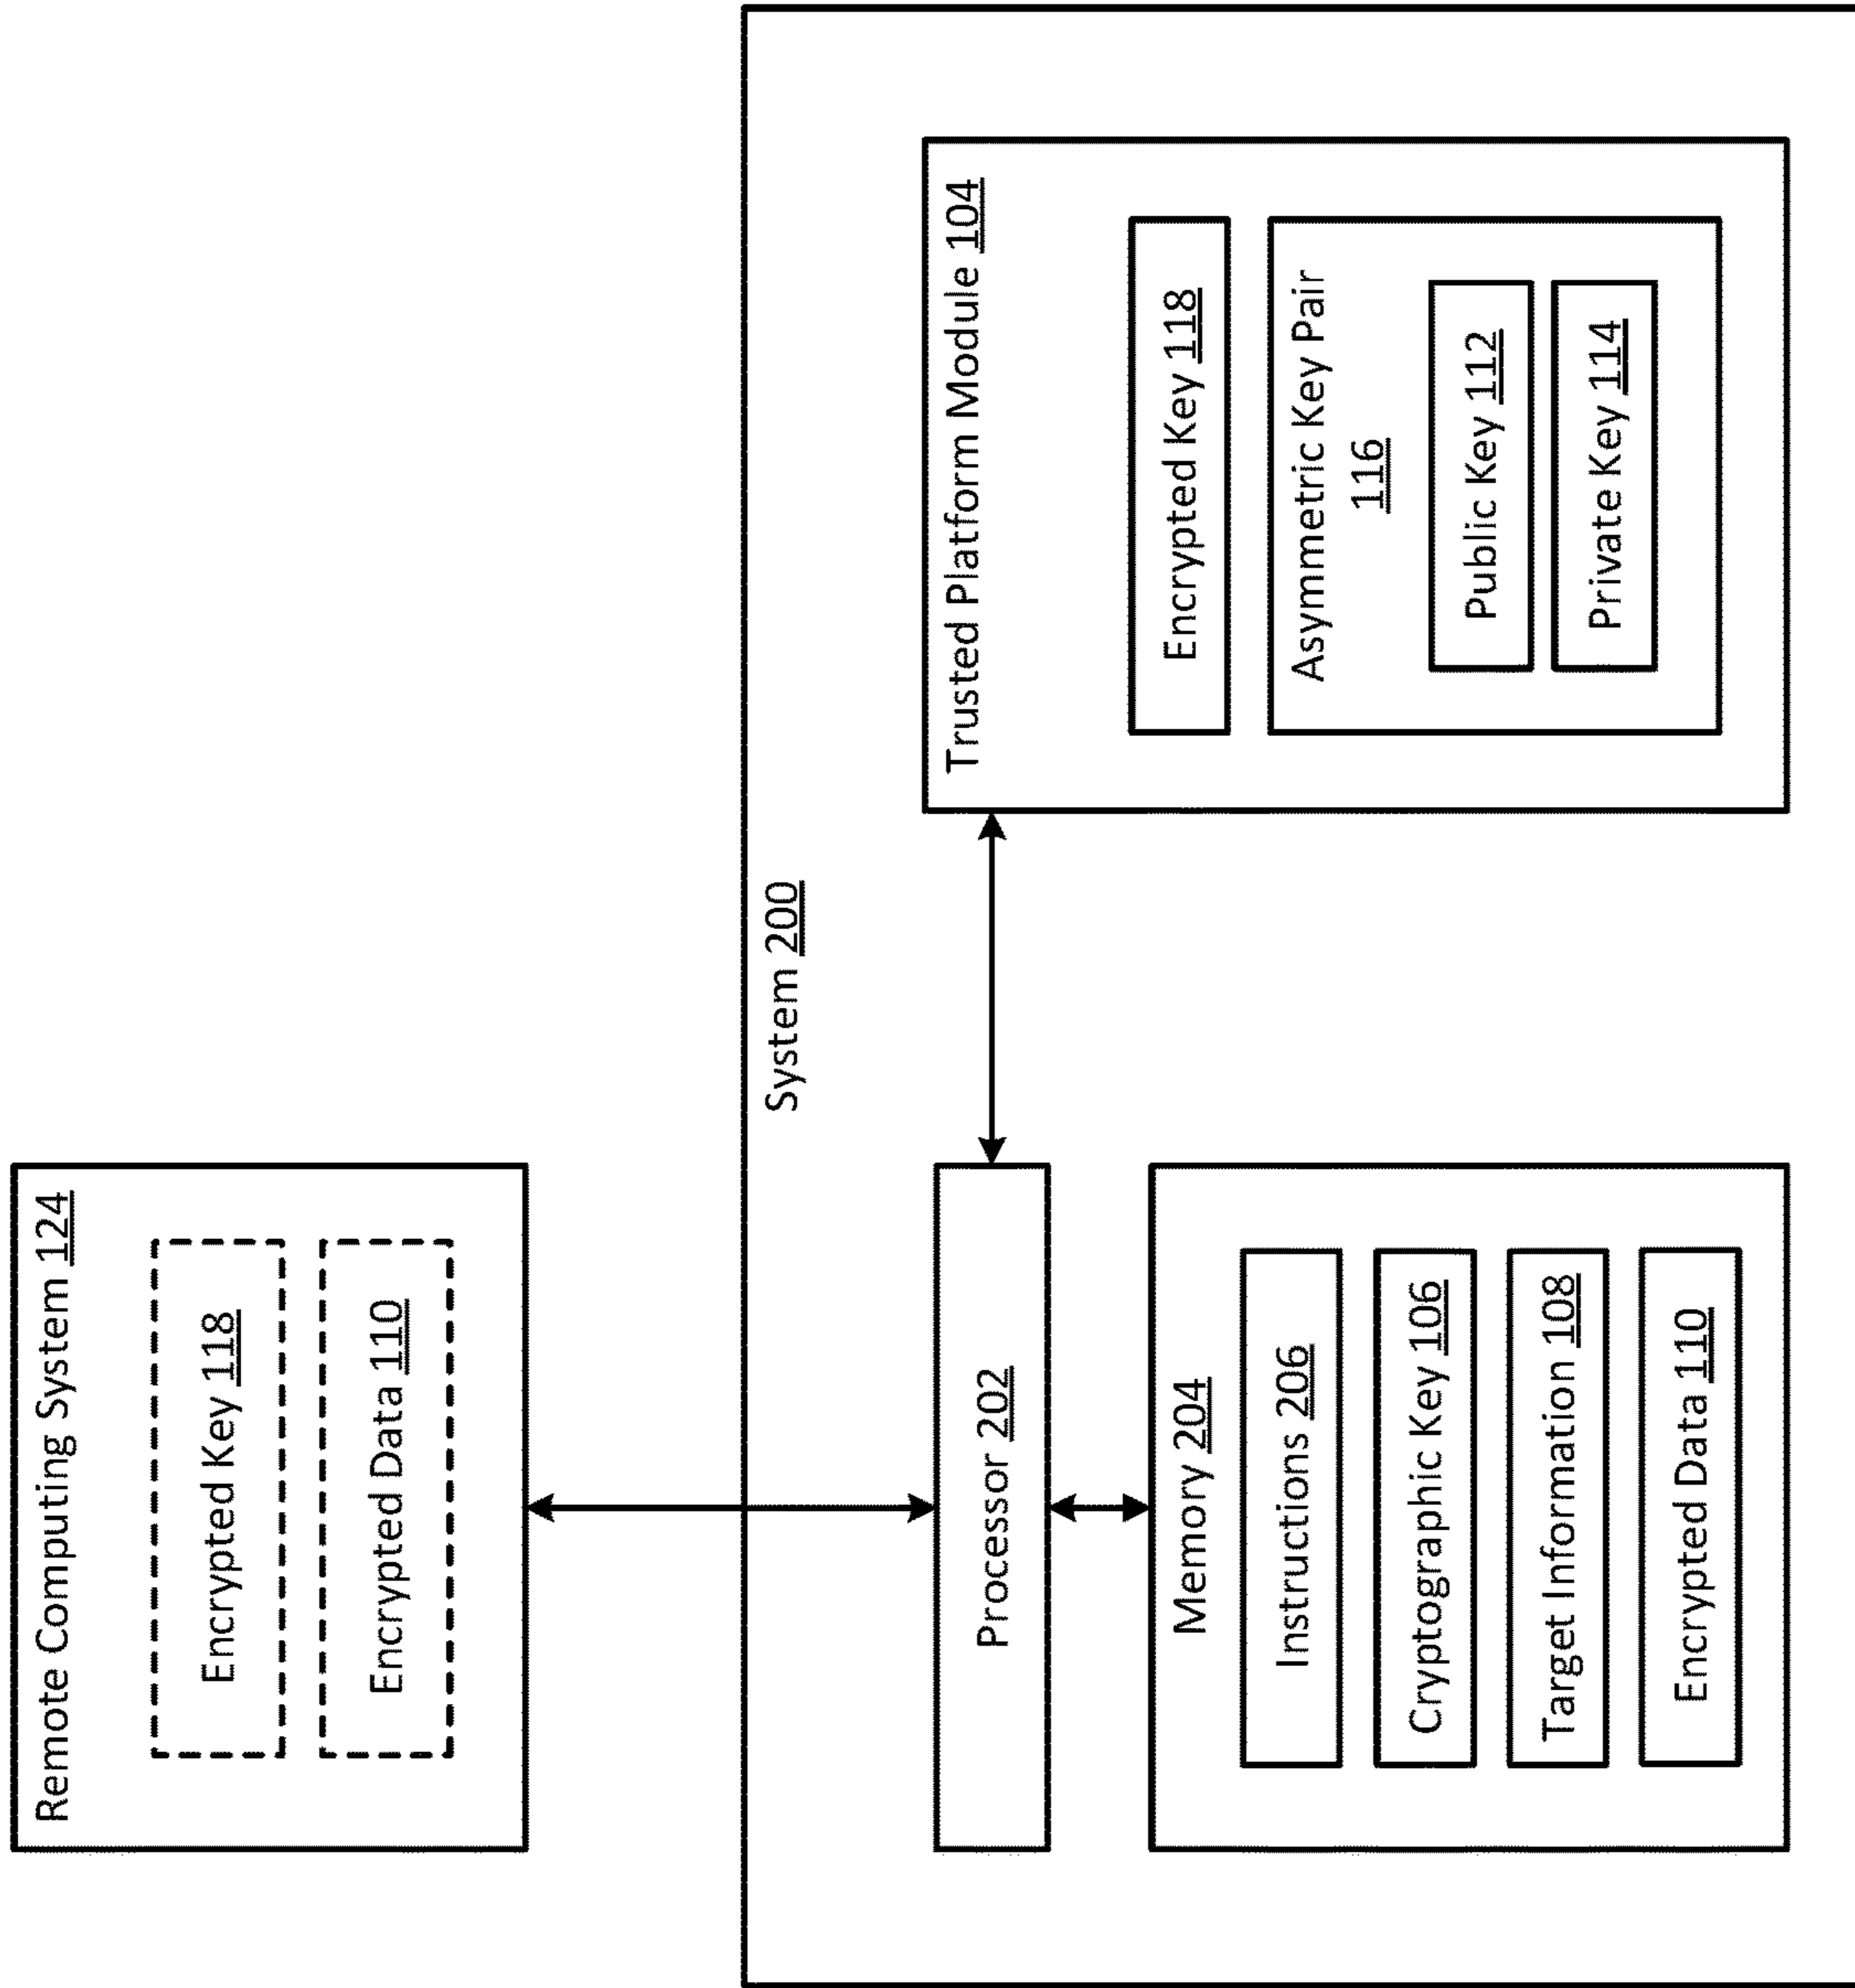 Remote Computing System 124
Encrypted Key 118
Encrypted Data 110
System 200
Processor 202
Memory 204
Instructions 206
Cryptographic Key 106
Target Information 108
Encrypted Data 110
Trusted Platform Module 104
Encrypted Key 118
Asymmetric Key Pair
116
Public Key 112
Private Key 114